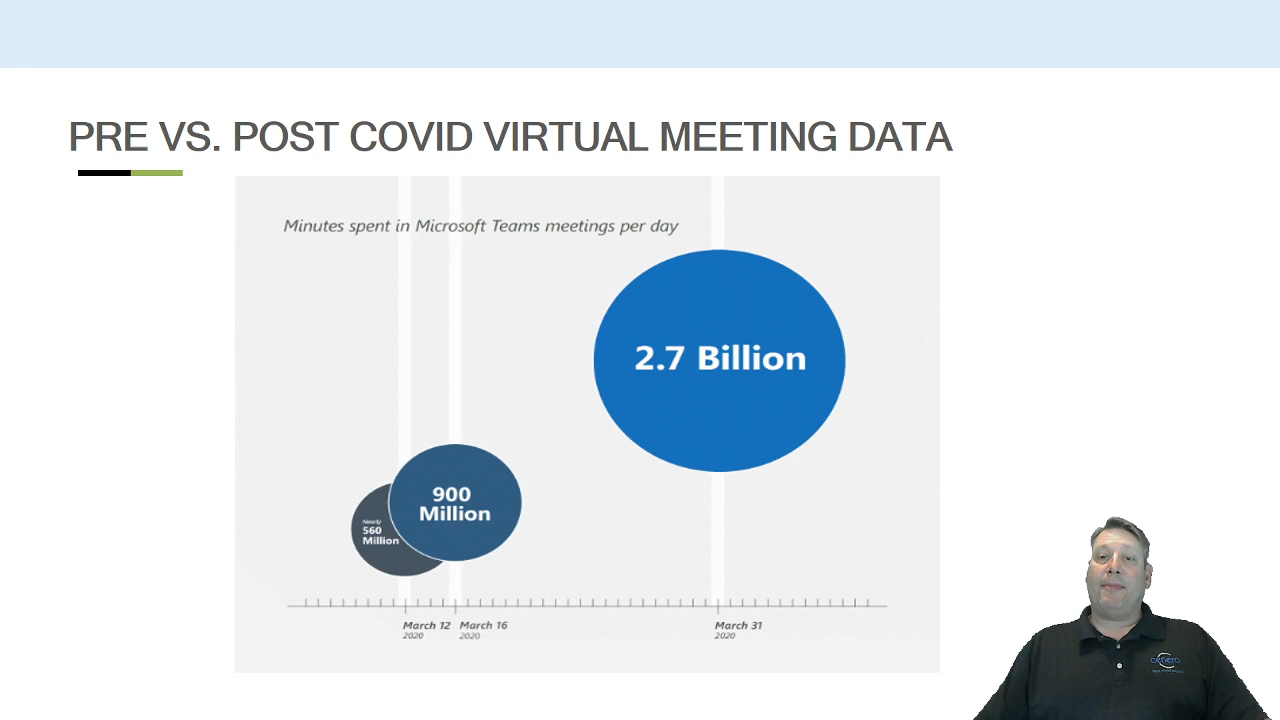 PRE VS. POST COVID VIRTUAL MEETING DATA
Minutes spent in Microsoft Teams meetings per day
2.7 Billion
900
Million
Nearly
560
Million
March 12
2020
March 16
2020
March 31
2020
cenero